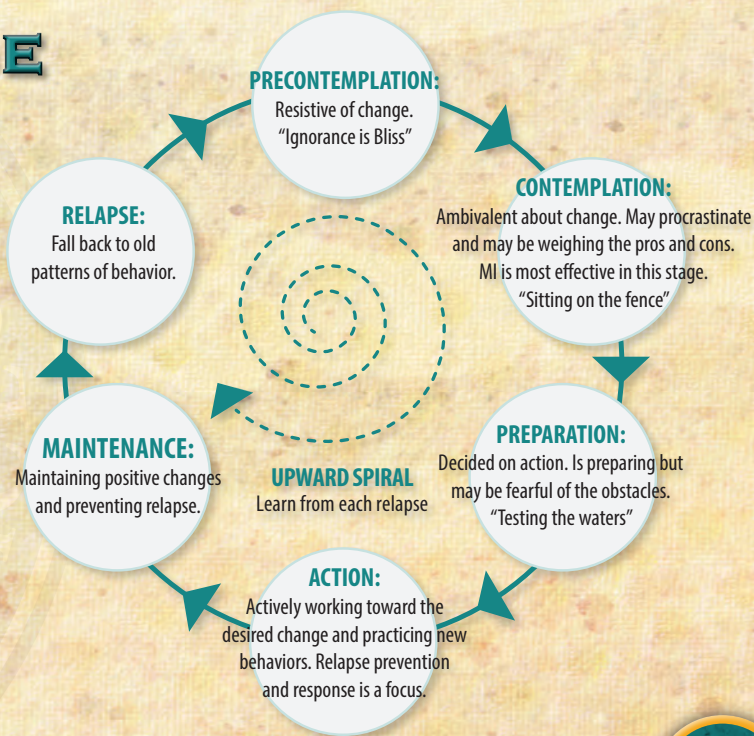 E
PRECONTEMPLATION:
Resistive of change.
“Ignorance is Bliss”
CONTEMPLATION:
Ambivalent about change. May procrastinate
and may be weighing the pros and cons.
MI is most effective in this stage.
“Sitting on the fence”
PREPARATION:
Decided on action. Is preparing but
may be fearful of the obstacles.
“Testing the waters”
ACTION:
Actively working toward the
desired change and practicing new
behaviors. Relapse prevention
and response is a focus.
MAINTENANCE:
Maintaining positive changes
and preventing relapse.
RELAPSE:
Fall back to old
patterns of behavior.
UPWARD SPIRAL
Learn from each relapse